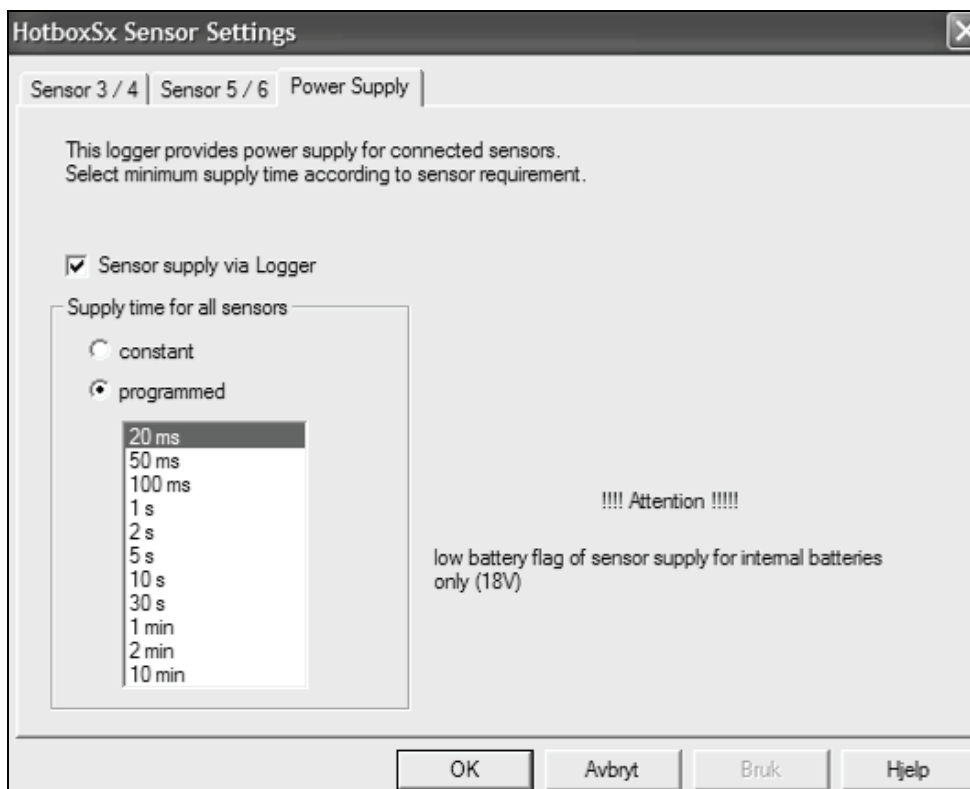 HotboxSx Sensor Settings
Sensor 3 / 4
Sensor 5 / 6
Power Supply
This logger provides power supply for connected sensors.
Select minimum supply time according to sensor requirement.
Sensor supply via Logger
Supply time for all sensors
constant
programmed
20 ms
50 ms
100 ms
1 s
2 s
5 s
10 s
30 s
1 min
2 min
10 min
!!!! Attention !!!!!
low battery flag of sensor supply for internal batteries
only (18V)
OK
Avbryt
Bruk
Hjelp